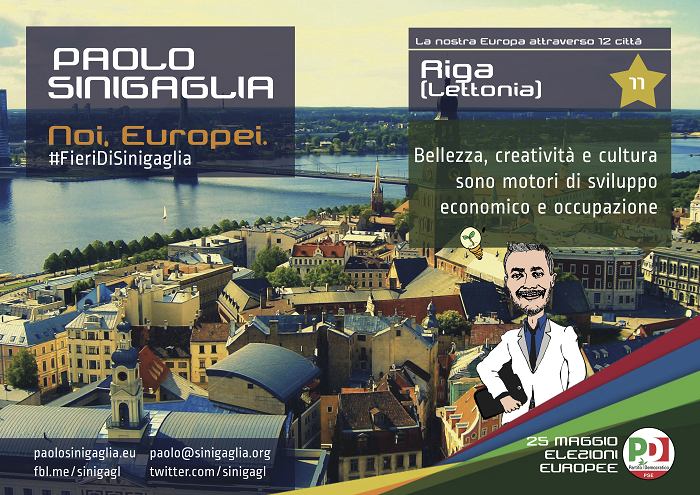 PAOLO
SINIGAGLIA
Noi, Europei.
#FieriDiSinigaglia
La nostra Europa attraverso 12 città
Riga
(Lettonia)
11
Bellezza, creatività e cultura
sono motori di sviluppo
economico e occupazione
paolosinigaglia.eu paolo@sinigaglia.org
fbl.me/sinigagl twitter.com/sinigagl
25 MAGGIO
ELEZIONI
EUROPEE
PD
Partito Democratico
PSE